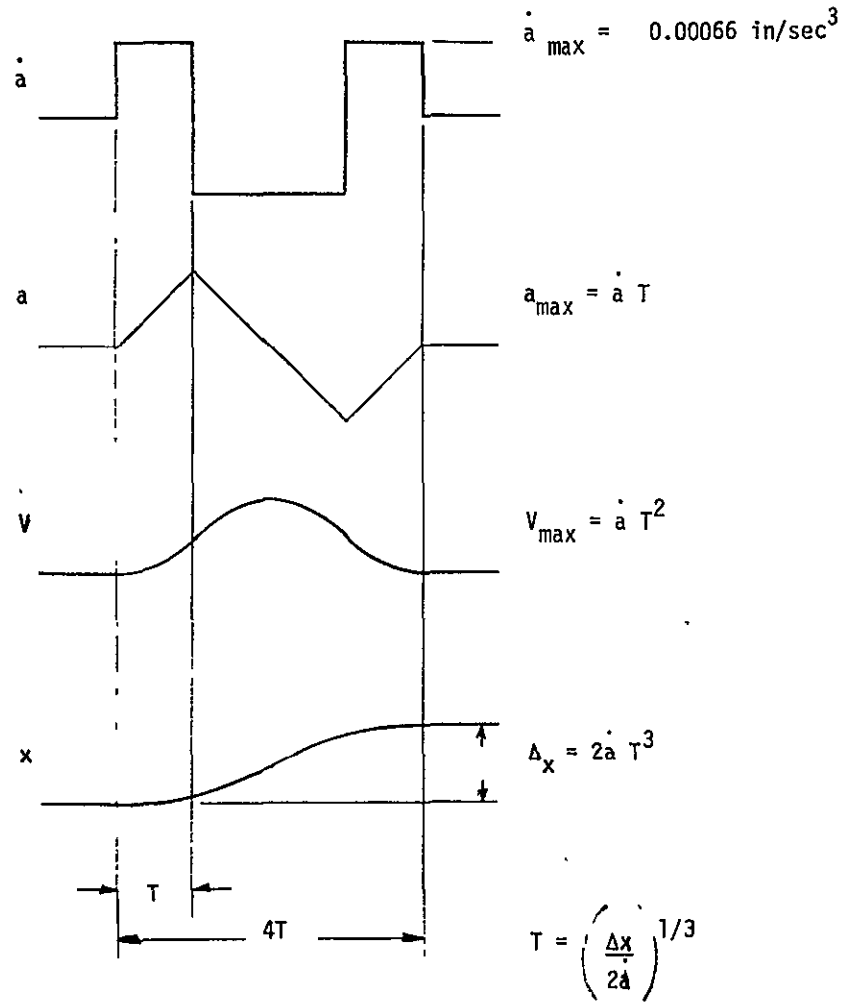 ȧ max = 0.00066 in/sec³
ȧ
a
a max = ȧ T
V
V max = ȧ T²
x
Δx = 2ȧ T³
T
4T
T = (Δx / 2ȧ)^1/3